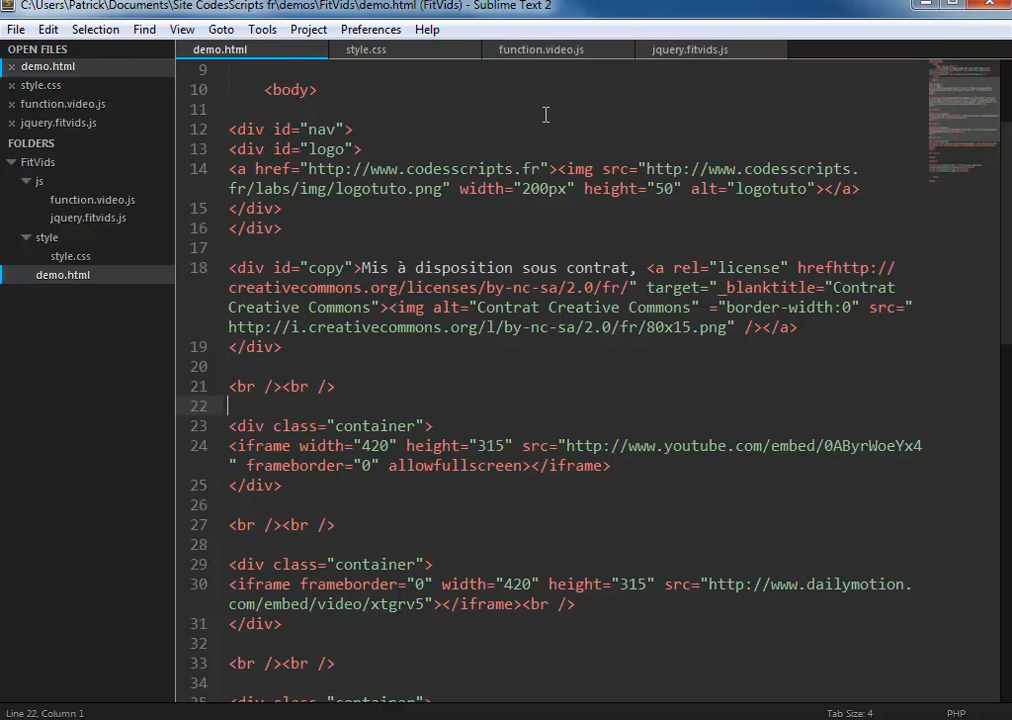 C:\Users\Patrick\Documents\Site CodesScripts fr\demos\FitVids\demo.html (FitVids) - Sublime Text 2
File Edit Selection Find View Goto Tools Project Preferences Help
OPEN FILES
× demo.html
× style.css
× function.video.js
× jquery.fitvids.js
FOLDERS
FitVids
js
function.video.js
jquery.fitvids.js
style
style.css
demo.html
demo.html style.css function.video.js jquery.fitvids.js
9
10 <body>
11
12 <div id="nav">
13 <div id="logo">
14 <a href="http://www.codesscripts.fr"><img src="http://www.codesscripts.
fr/labs/img/logotuto.png" width="200px" height="50" alt="logotuto"></a>
15 </div>
16 </div>
17
18 <div id="copy">Mis à disposition sous contrat, <a rel="license" hrefhttp://
creativecommons.org/licenses/by-nc-sa/2.0/fr/" target="_blanktitle="Contrat
Creative Commons"><img alt="Contrat Creative Commons" ="border-width:0" src="
http://i.creativecommons.org/l/by-nc-sa/2.0/fr/80x15.png" /></a>
19 </div>
20
21 <br /><br />
22
23 <div class="container">
24 <iframe width="420" height="315" src="http://www.youtube.com/embed/0AByrWoeYx4
" frameborder="0" allowfullscreen></iframe>
25 </div>
26
27 <br /><br />
28
29 <div class="container">
30 <iframe frameborder="0" width="420" height="315" src="http://www.dailymotion.
com/embed/video/xtgrv5"></iframe><br />
31 </div>
32
33 <br /><br />
34
35 <div class="container">
Line 22, Column 1 Tab Size: 4 PHP